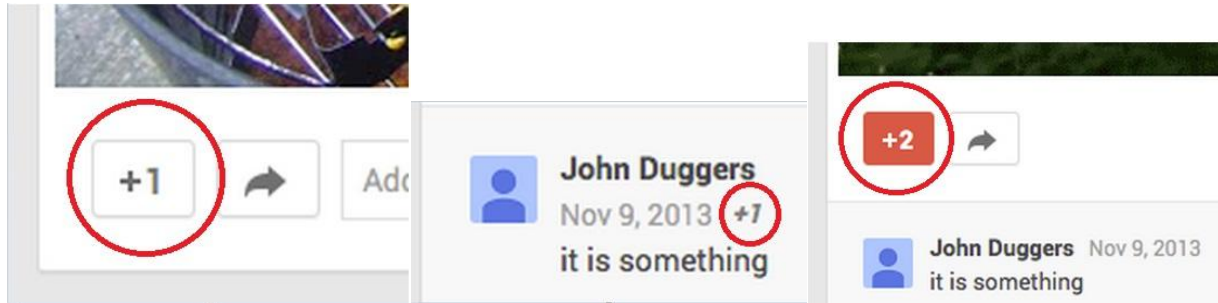 +1
Add
John Duggers
Nov 9, 2013 +1
it is something
+2
John Duggers Nov 9, 2013
it is something